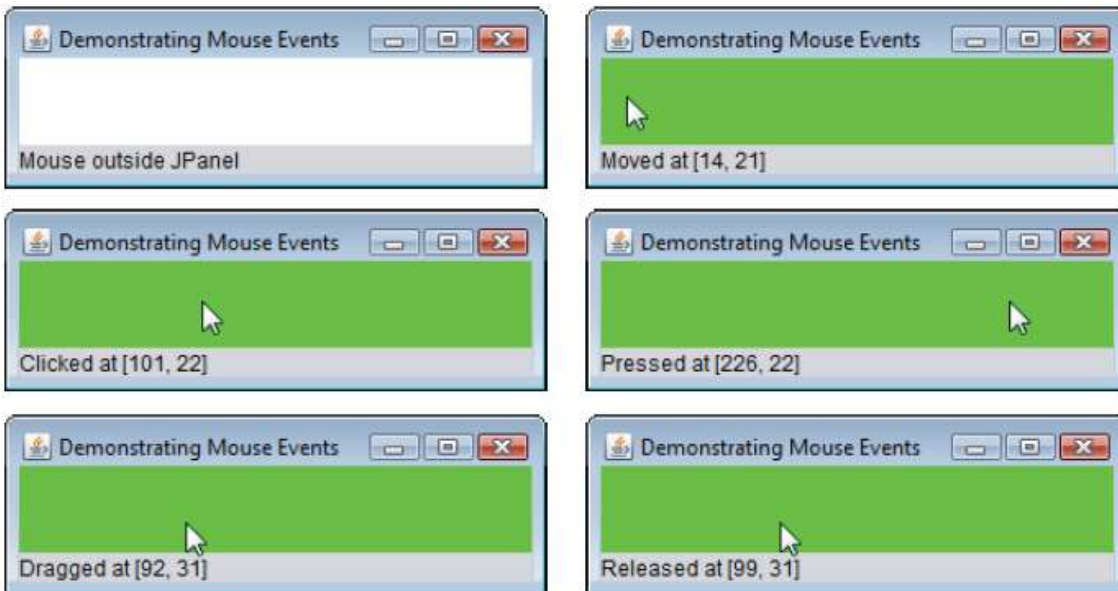 Demonstrating Mouse Events
Mouse outside JPanel
Demonstrating Mouse Events
Moved at [14, 21]
Demonstrating Mouse Events
Clicked at [101, 22]
Demonstrating Mouse Events
Pressed at [226, 22]
Demonstrating Mouse Events
Dragged at [92, 31]
Demonstrating Mouse Events
Released at [99, 31]